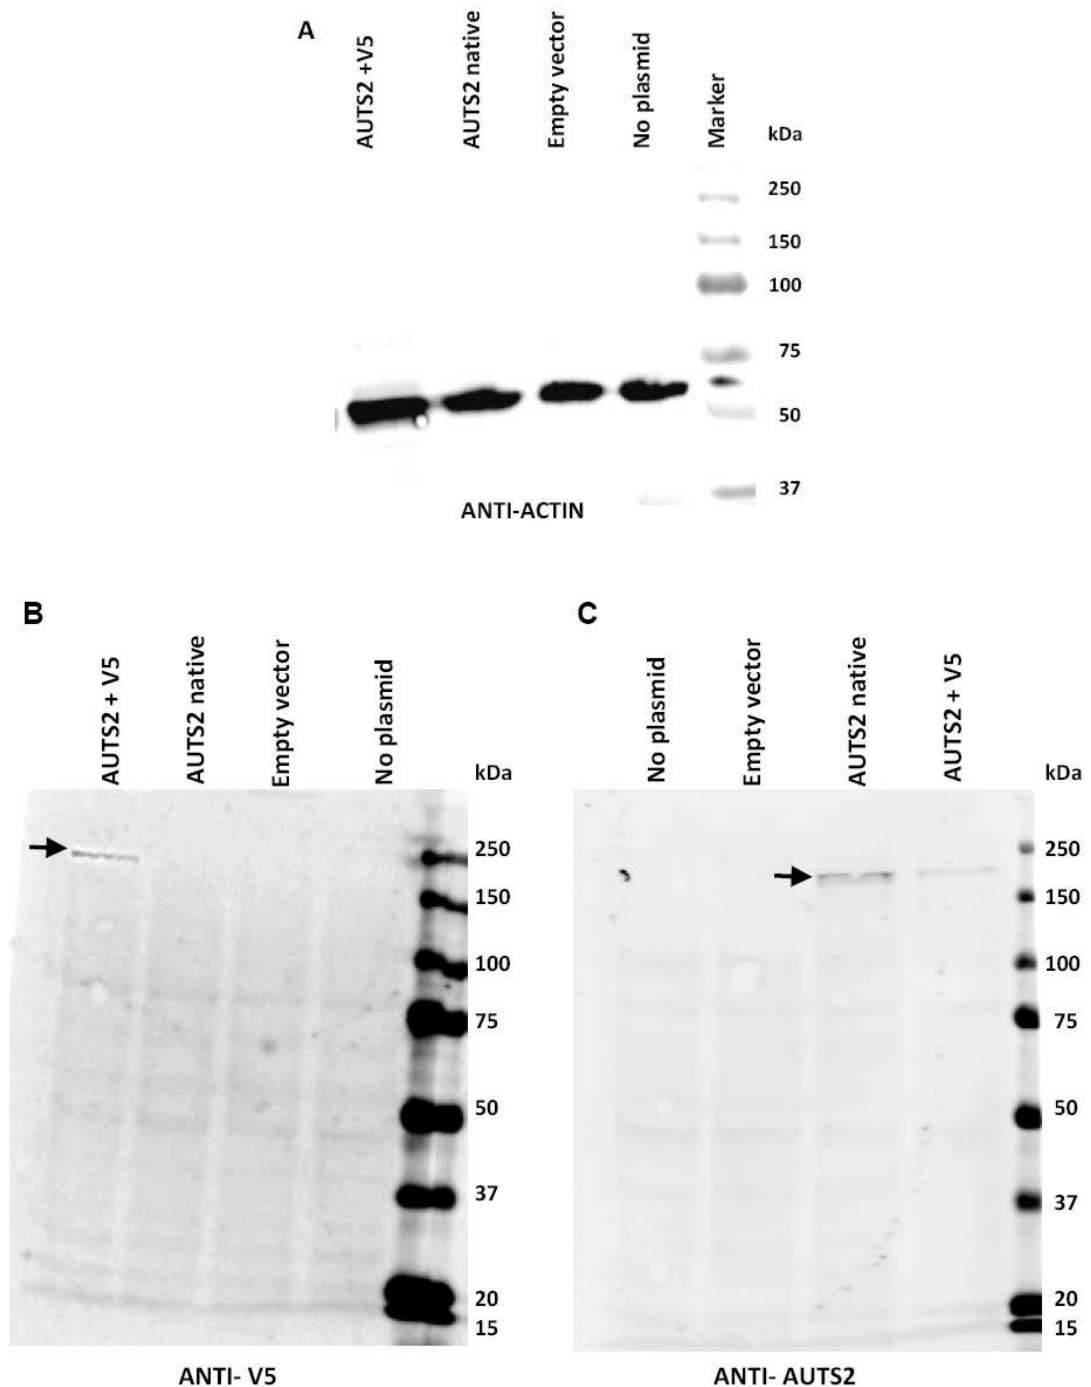 A
AUTS2 +V5
AUTS2 native
Empty vector
No plasmid
Marker
kDa
250
150
100
75
50
37
ANTI-ACTIN
B
AUTS2 + V5
AUTS2 native
Empty vector
No plasmid
kDa
250
150
100
75
50
37
20
15
ANTI- V5
C
No plasmid
Empty vector
AUTS2 native
AUTS2 + V5
kDa
250
150
100
75
50
37
20
15
ANTI- AUTS2